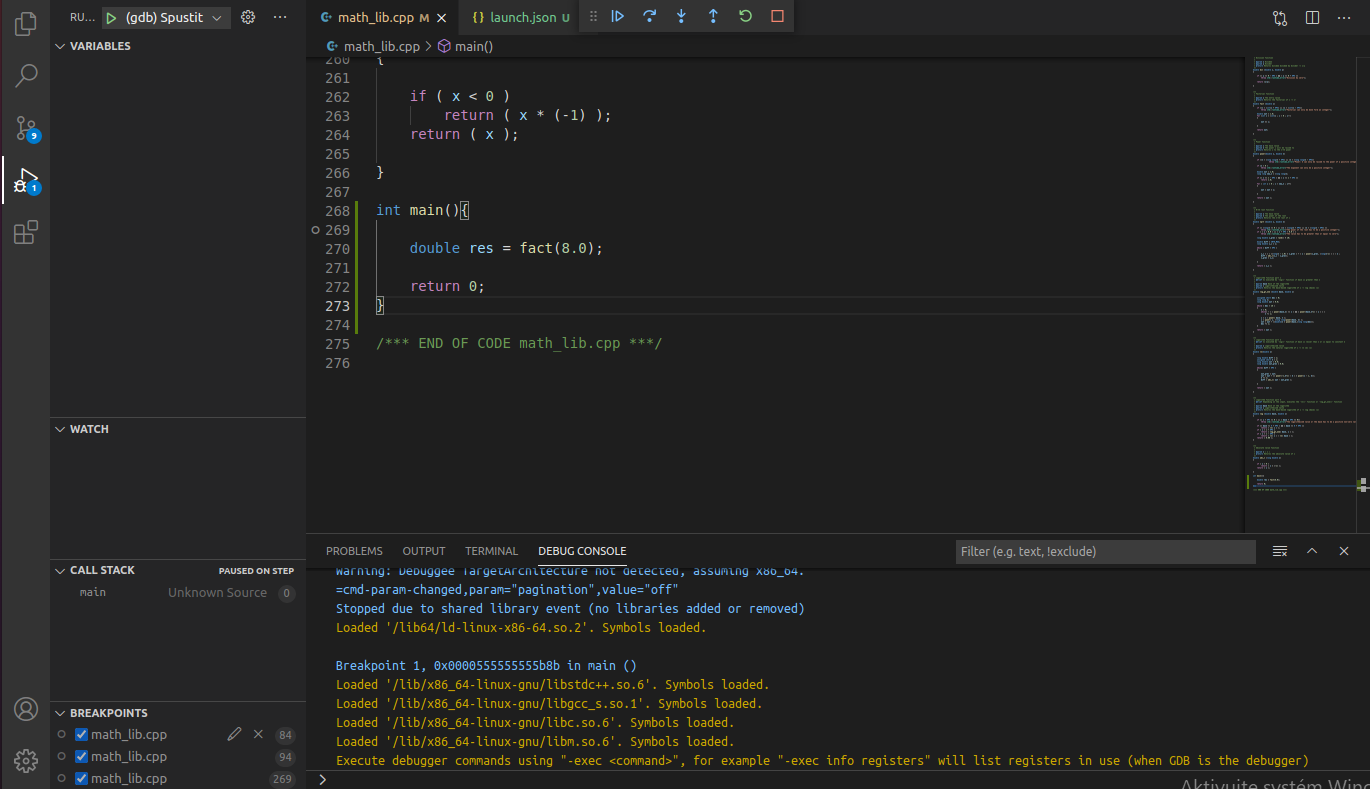 RU... (gdb) Spustit
math_lib.cpp M
launch.json U
VARIABLES
math_lib.cpp > main()
260 {
261
262 if ( x < 0 )
263 return ( x * (-1) );
264 return ( x );
265
266 }
267
268 int main(){
269
270 double res = fact(8.0);
271
272 return 0;
273 }
274
275 /*** END OF CODE math_lib.cpp ***/
276
9
1
WATCH
CALL STACK PAUSED ON STEP
main Unknown Source 0
BREAKPOINTS
math_lib.cpp 84
math_lib.cpp 94
math_lib.cpp 269
PROBLEMS OUTPUT TERMINAL DEBUG CONSOLE
Filter (e.g. text, !exclude)
Warning: Debuggee TargetArchitecture not detected, assuming x86_64.
=cmd-param-changed,param="pagination",value="off"
Stopped due to shared library event (no libraries added or removed)
Loaded '/lib64/ld-linux-x86-64.so.2'. Symbols loaded.
Breakpoint 1, 0x0000555555555b8b in main ()
Loaded '/lib/x86_64-linux-gnu/libstdc++.so.6'. Symbols loaded.
Loaded '/lib/x86_64-linux-gnu/libgcc_s.so.1'. Symbols loaded.
Loaded '/lib/x86_64-linux-gnu/libc.so.6'. Symbols loaded.
Loaded '/lib/x86_64-linux-gnu/libm.so.6'. Symbols loaded.
Execute debugger commands using "-exec <command>", for example "-exec info registers" will list registers in use (when GDB is the debugger)
>
Aktivujte systém Wind